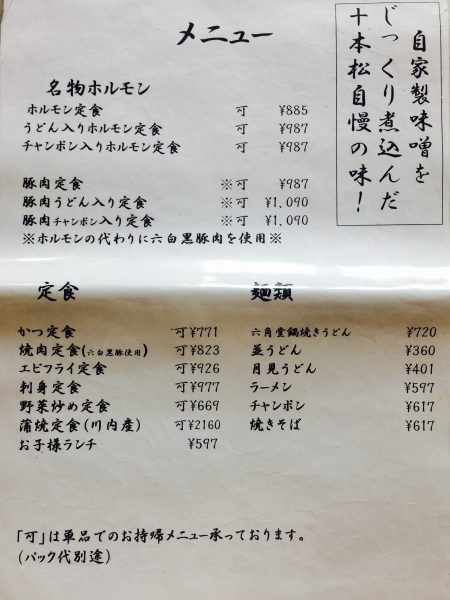 メニュー
自家製味噌を
じっくり煮込んだ
十本松自慢の味！
名物ホルモン
ホルモン定食 可 ¥885
うどん入りホルモン定食 可 ¥987
チャンポン入りホルモン定食 可 ¥987
豚肉定食 ※可 ¥987
豚肉うどん入り定食 ※可 ¥1,090
豚肉チャンポン入り定食 ※可 ¥1,090
※ホルモンの代わりに六白黒豚肉を使用※
定食
かつ定食 可 ¥771
焼肉定食(六白黒豚使用) 可 ¥823
エビフライ定食 可 ¥926
刺身定食 可 ¥977
野菜炒め定食 可 ¥669
蒲焼定食(川内産) 可 ¥2160
お子様ランチ ¥597
麺類
六角堂鍋焼きうどん ¥720
並うどん ¥360
月見うどん ¥401
ラーメン ¥597
チャンポン ¥617
焼きそば ¥617
「可」は単品でのお持帰メニュー承っております。
(パック代別途)